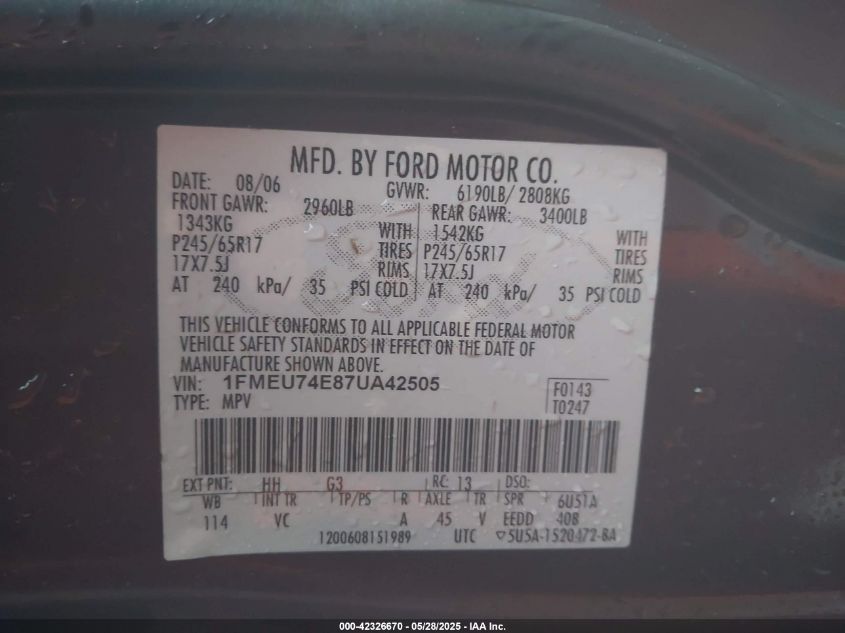 MFD. BY FORD MOTOR CO.
DATE: 08/06 GVWR: 6190LB/ 2808KG
FRONT GAWR: 2960LB REAR GAWR: 3400LB
1343KG WITH 1542KG WITH
P245/65R17 TIRES P245/65R17 TIRES
17X7.5J RIMS 17X7.5J RIMS
AT 240 kPa/ 35 PSI COLD AT 240 kPa/ 35 PSI COLD
THIS VEHICLE CONFORMS TO ALL APPLICABLE FEDERAL MOTOR
VEHICLE SAFETY STANDARDS IN EFFECT ON THE DATE OF
MANUFACTURE SHOWN ABOVE.
VIN: 1FMEU74E87UA42505 F0143
TYPE: MPV T0247
EXT PNT: HH G3 RC: 13 DSO:
WB INT TR TP/PS R AXLE TR SPR 6U51A
114 VC A 45 V EEDD 40B
1200608151989 UTC ▽5U5A-1520472-BA
000-42326670 - 05/28/2025 - IAA Inc.